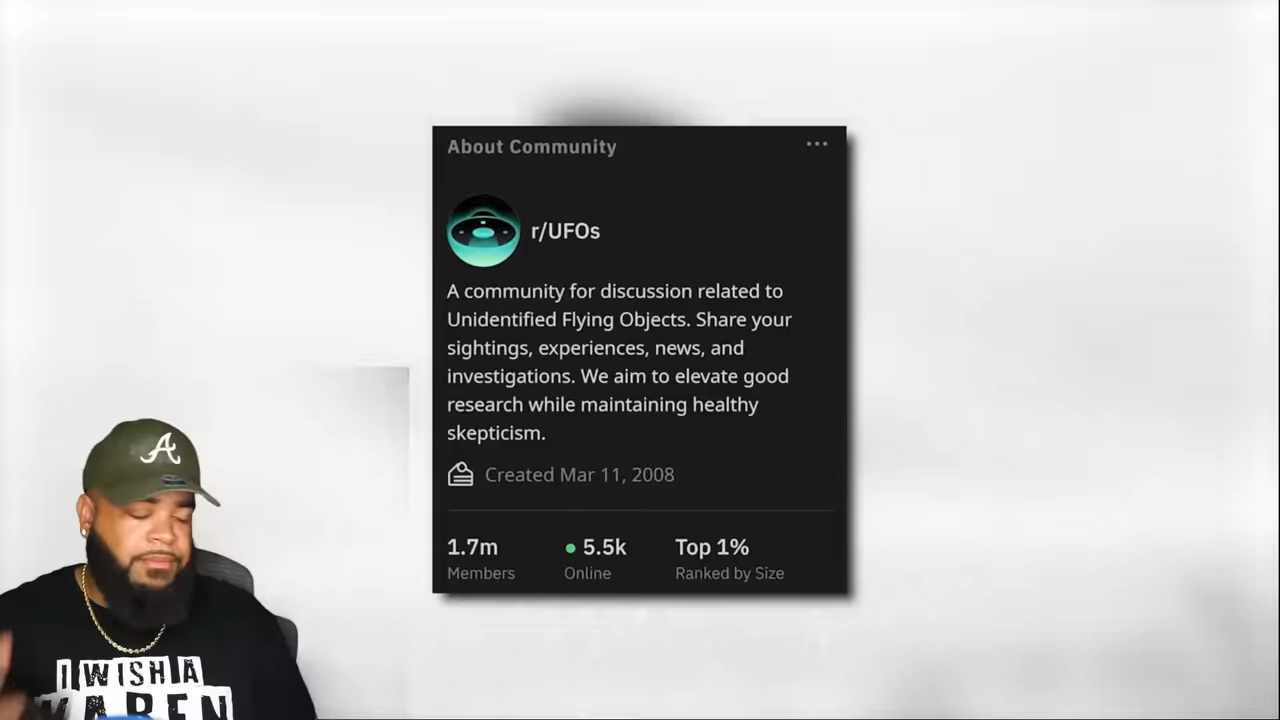 About Community
r/UFOs
A community for discussion related to
Unidentified Flying Objects. Share your
sightings, experiences, news, and
investigations. We aim to elevate good
research while maintaining healthy
skepticism.
Created Mar 11, 2008
1.7m
5.5k
Top 1%
Members
Online
Ranked by Size
A
I WISH A
KAREN